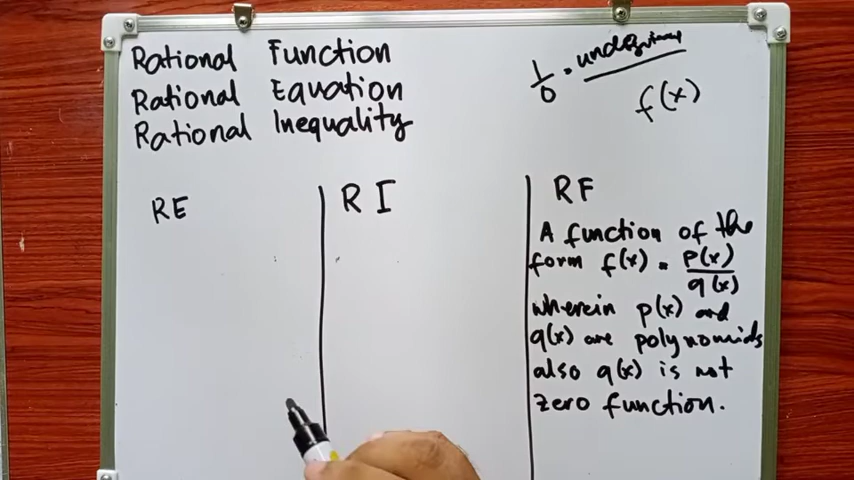 Rational Function
Rational Equation
Rational Inequality
1/0 = undefined
f(x)
RE
RI
RF
A function of the
form f(x) = p(x)/q(x)
wherein p(x) and
q(x) are polynomials
also q(x) is not
zero function.